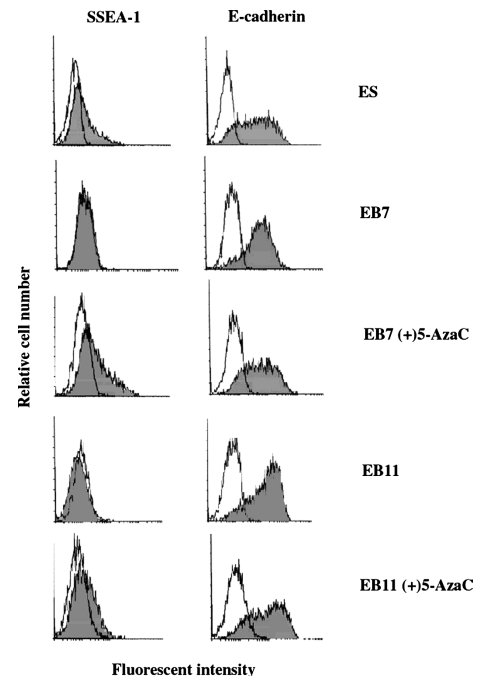 SSEA-1 E-cadherin
ES
EB7
EB7 (+)5-AzaC
EB11
EB11 (+)5-AzaC
Relative cell number
Fluorescent intensity